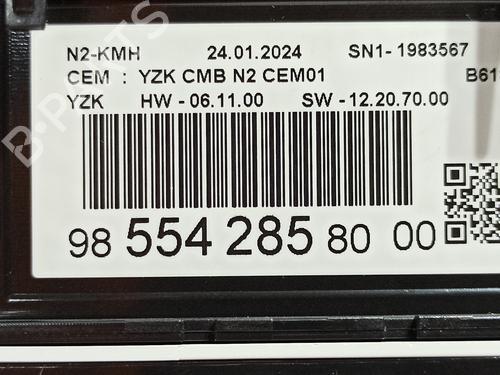 N2-KMH 24.01.2024 SN1- 1983567
CEM : YZK CMB N2 CEM01 B61
YZK HW - 06.11.00 SW - 12.20.70.00
98 554 285 80 00
B-PARTS